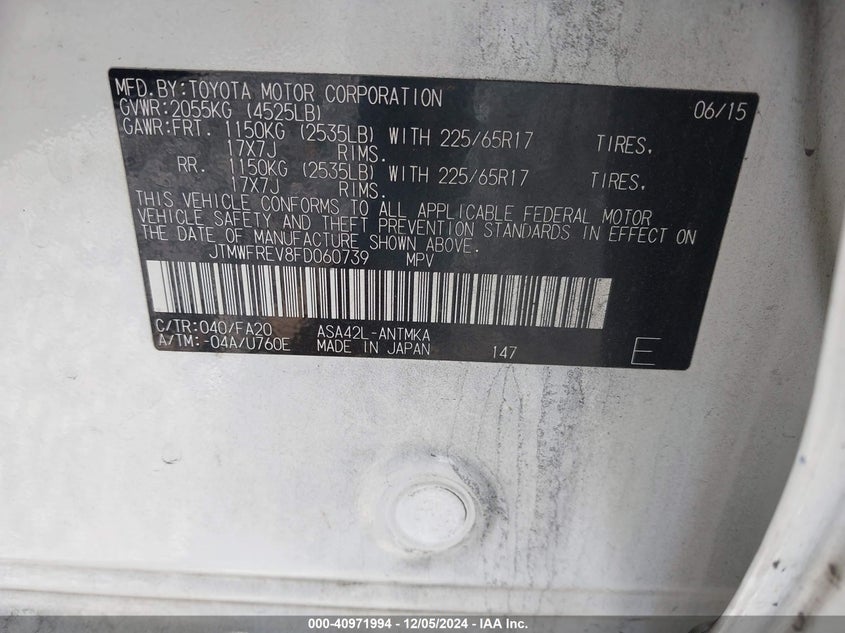 MFD.BY:TOYOTA MOTOR CORPORATION 06/15
GVWR:2055KG (4525LB)
GAWR:FRT. 1150KG (2535LB) WITH 225/65R17 TIRES,
17X7J RIMS.
RR. 1150KG (2535LB) WITH 225/65R17 TIRES,
17X7J RIMS.
THIS VEHICLE CONFORMS TO ALL APPLICABLE FEDERAL MOTOR
VEHICLE SAFETY AND THEFT PREVENTION STANDARDS IN EFFECT ON
THE DATE OF MANUFACTURE SHOWN ABOVE.
JTMWFREV8FD060739 MPV
C/TR:040/FA20 ASA42L-ANTMKA
A/TM:-04A/U760E MADE IN JAPAN 147 E
000-40971994 - 12/05/2024 - IAA Inc.